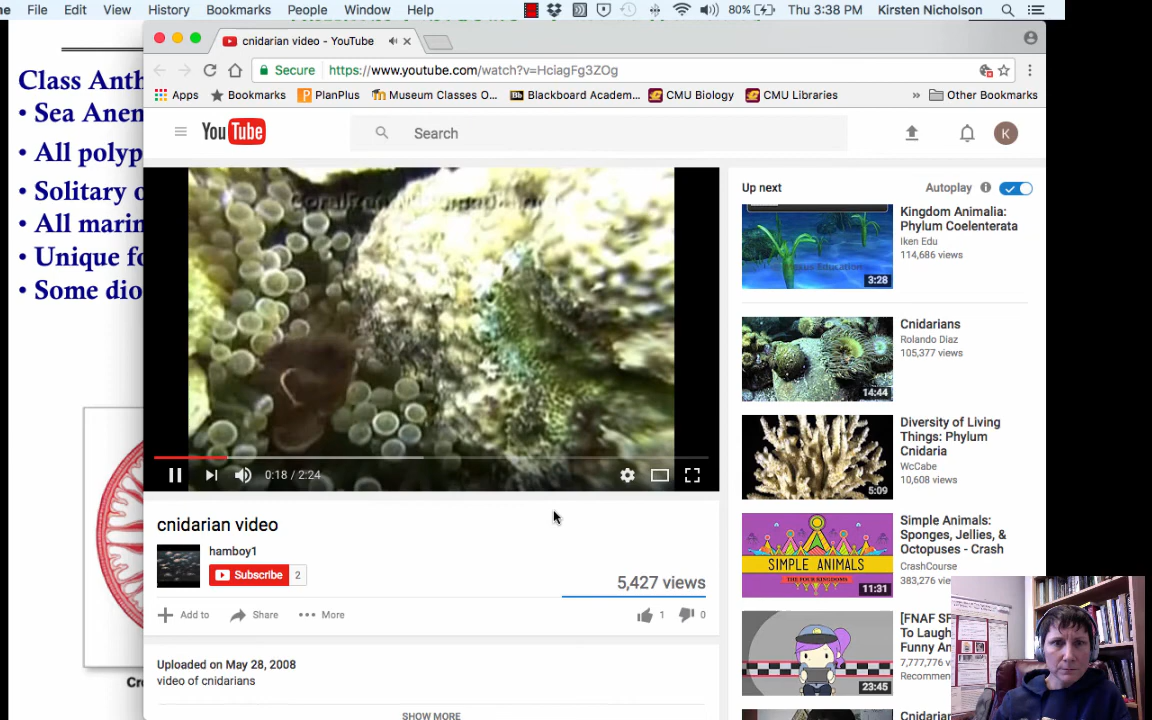 File Edit View History Bookmarks People Window Help 80% Thu 3:38 PM Kirsten Nicholson
cnidarian video - YouTube
Secure https://www.youtube.com/watch?v=HciagFg3ZOg
Apps Bookmarks PlanPlus Museum Classes O... Bb Blackboard Academ... CMU Biology CMU Libraries » Other Bookmarks
YouTube Search K
Class Anth
• Sea Anen
• All polyp
• Solitary o
• All marin
• Unique fo
• Some dio
0:18 / 2:24
cnidarian video
hamboy1
Subscribe 2
5,427 views
Add to Share More 1 0
Uploaded on May 28, 2008
video of cnidarians
SHOW MORE
Up next Autoplay
Kingdom Animalia:
Phylum Coelenterata
Iken Edu
114,686 views
3:28
Cnidarians
Rolando Diaz
105,377 views
14:44
Diversity of Living
Things: Phylum
Cnidaria
WcCabe
10,608 views
5:09
Simple Animals:
Sponges, Jellies, &
Octopuses - Crash
CrashCourse
383,276 vie
SIMPLE ANIMALS
11:31
[FNAF SF
To Laugh
Funny An
7,777,776 v
Recommen
23:45
Cnidarian
Cr